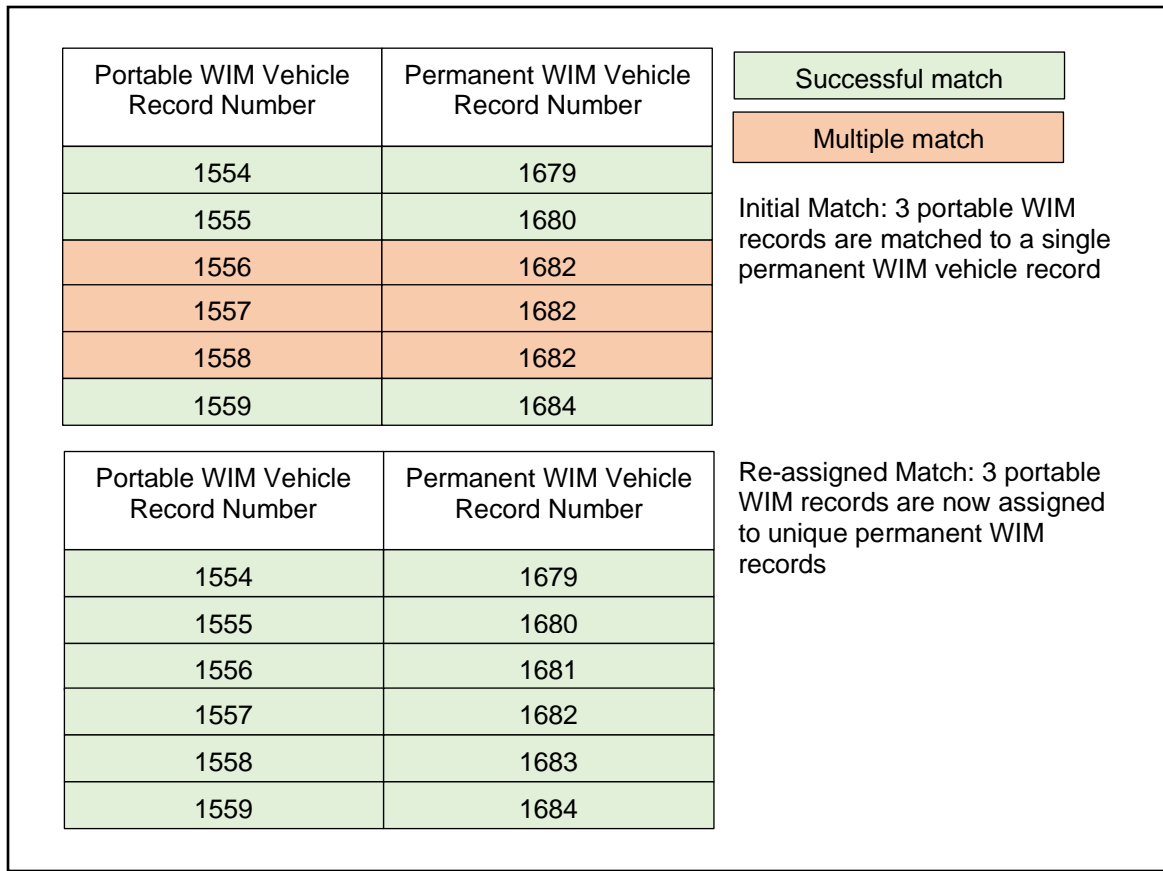 Portable WIM Vehicle Record Number Permanent WIM Vehicle Record Number
1554 1679
1555 1680
1556 1682
1557 1682
1558 1682
1559 1684
Successful match
Multiple match
Initial Match: 3 portable WIM
records are matched to a single
permanent WIM vehicle record
Portable WIM Vehicle Record Number Permanent WIM Vehicle Record Number
1554 1679
1555 1680
1556 1681
1557 1682
1558 1683
1559 1684
Re-assigned Match: 3 portable
WIM records are now assigned
to unique permanent WIM
records